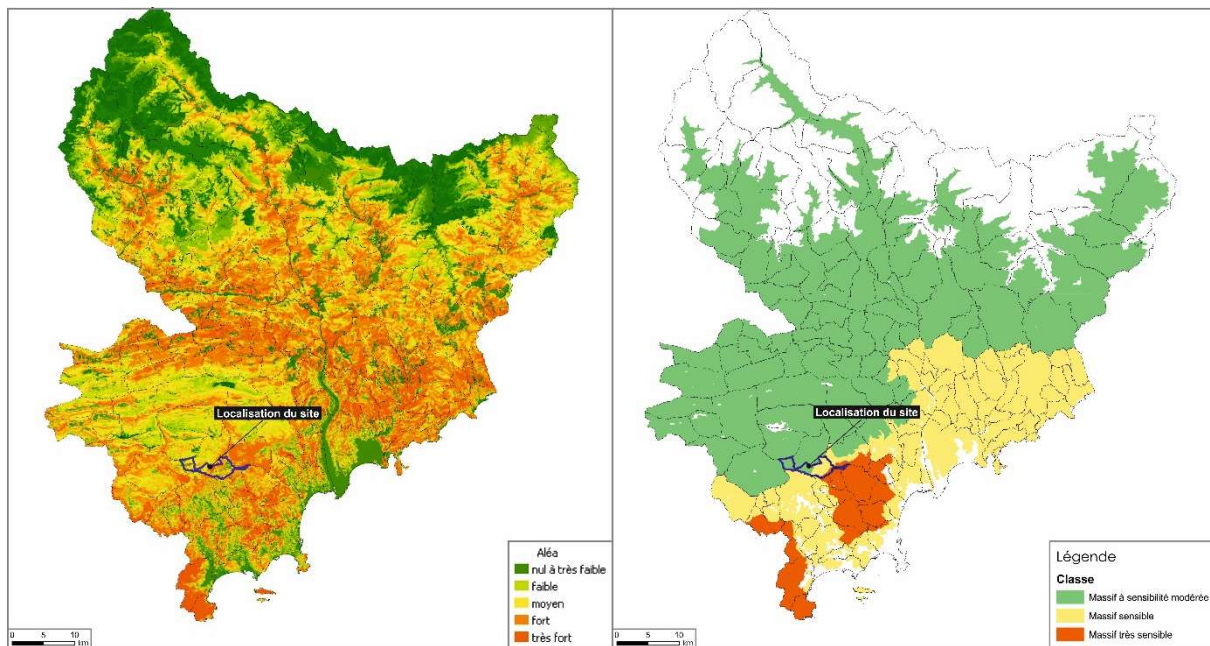 Localisation du site
Aléa
nul à très faible
faible
moyen
fort
très fort
0 5 10
km
Localisation du site
Légende
Classe
Massif à sensibilité modérée
Massif sensible
Massif très sensible
0 5 10
km